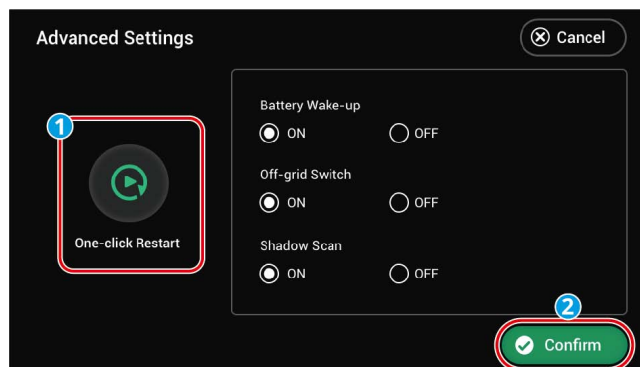 Advanced Settings
Cancel
1
One-click Restart
Battery Wake-up
ON OFF
Off-grid Switch
ON OFF
Shadow Scan
ON OFF
2
Confirm